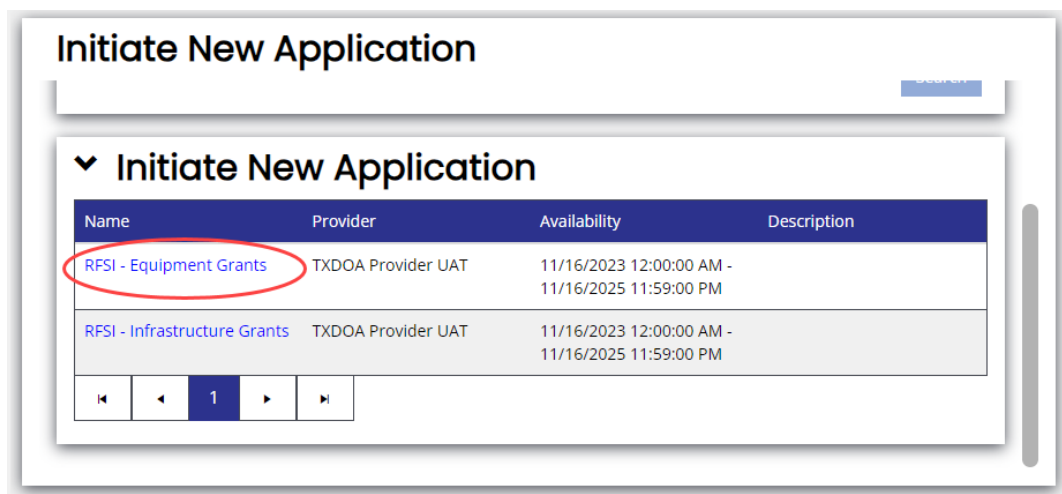 Initiate New Application
Search
Initiate New Application
Name Provider Availability Description
RFSI - Equipment Grants TXDOA Provider UAT 11/16/2023 12:00:00 AM -
11/16/2025 11:59:00 PM
RFSI - Infrastructure Grants TXDOA Provider UAT 11/16/2023 12:00:00 AM -
11/16/2025 11:59:00 PM
1